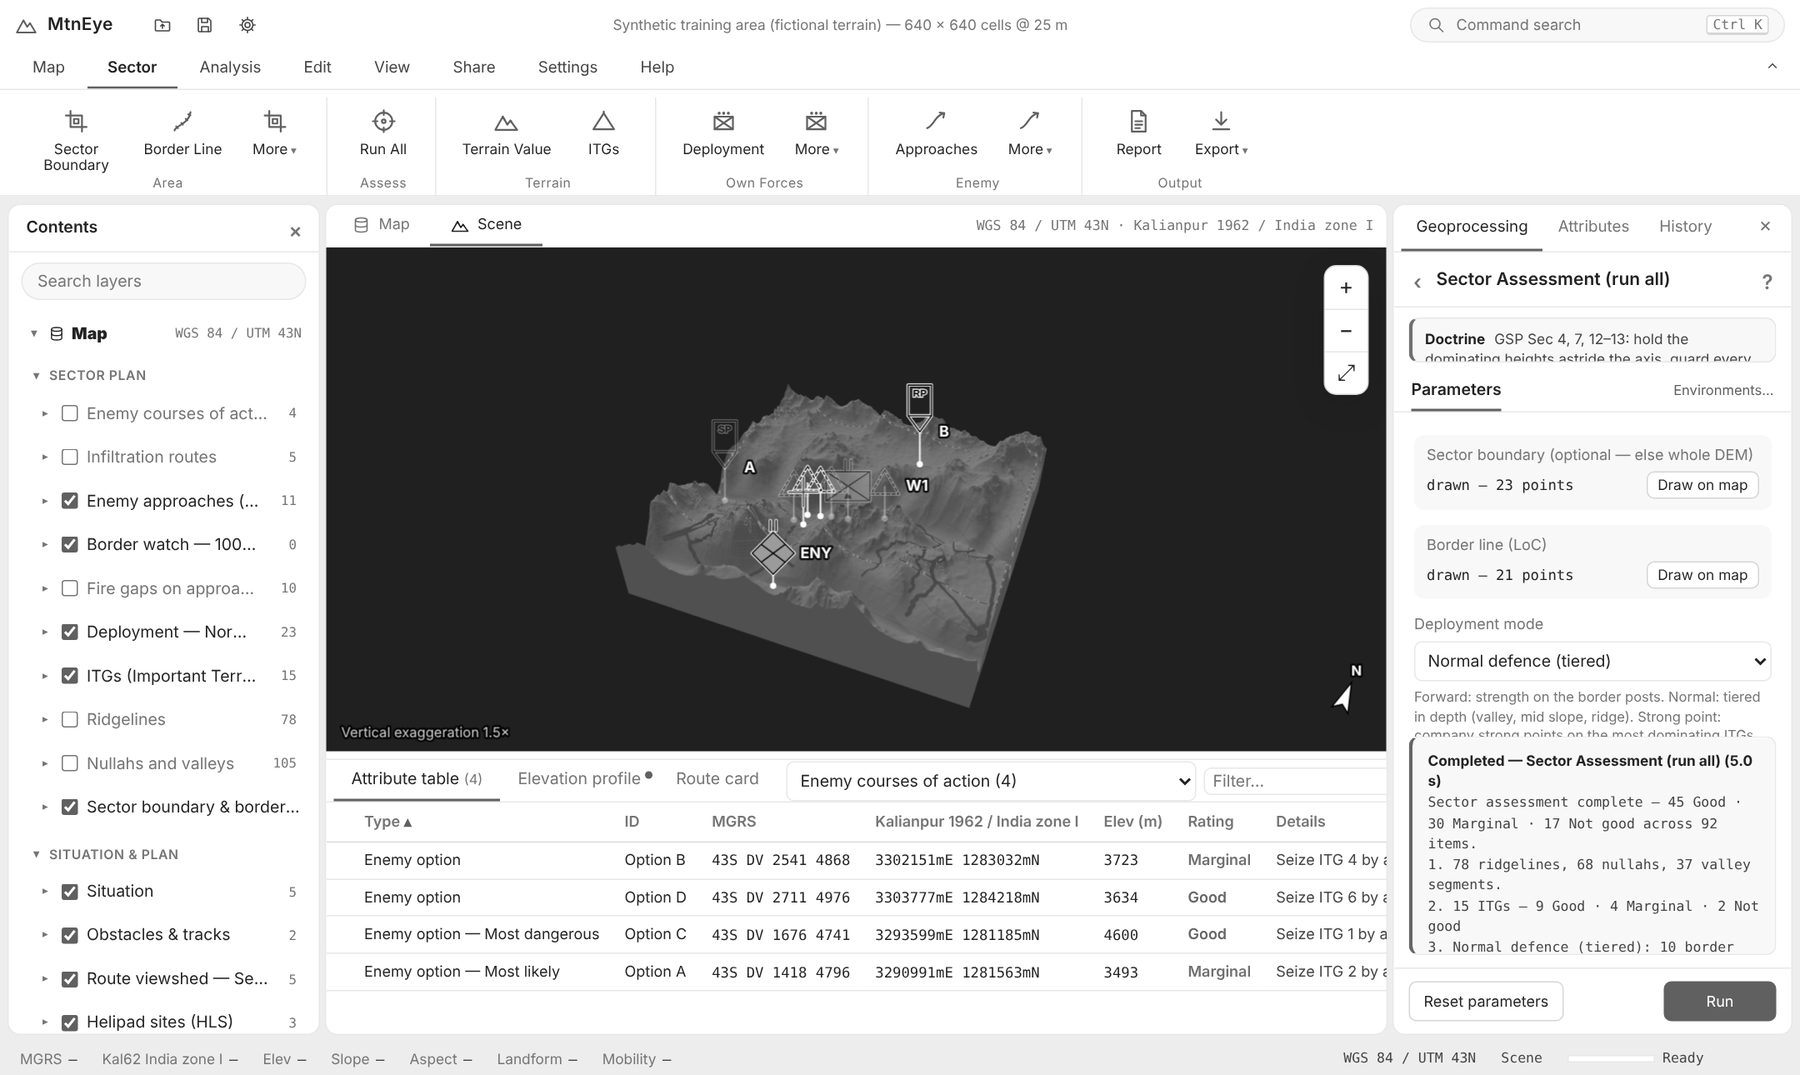 MtnEye
Synthetic training area (fictional terrain) — 640 × 640 cells @ 25 m
Command search
Ctrl K
Map
Sector
Analysis
Edit
View
Share
Settings
Help
Sector Boundary
Border Line
More ▾
Area
Run All
Assess
Terrain Value
ITGs
Terrain
Deployment
More ▾
Own Forces
Approaches
More ▾
Enemy
Report
Export ▾
Output
Contents
×
Search layers
Map
WGS 84 / UTM 43N
SECTOR PLAN
Enemy courses of act... 4
Infiltration routes 5
Enemy approaches (... 11
Border watch — 100... 0
Fire gaps on approa... 10
Deployment — Nor... 23
ITGs (Important Terr... 15
Ridgelines 78
Nullahs and valleys 105
Sector boundary & border...
SITUATION & PLAN
Situation 5
Obstacles & tracks 2
Route viewshed — Se... 5
Helipad sites (HLS) 3
Map
Scene
WGS 84 / UTM 43N · Kalianpur 1962 / India zone I
+
−
SP
A
RP
B
W1
ENY
N
Vertical exaggeration 1.5×
Attribute table (4)
Elevation profile
Route card
Enemy courses of action (4)
Filter...
Type ▲ ID MGRS Kalianpur 1962 / India zone I Elev (m) Rating Details
Enemy option Option B 43S DV 2541 4868 3302151mE 1283032mN 3723 Marginal Seize ITG 4 by a
Enemy option Option D 43S DV 2711 4976 3303777mE 1284218mN 3634 Good Seize ITG 6 by a
Enemy option — Most dangerous Option C 43S DV 1676 4741 3293599mE 1281185mN 4600 Good Seize ITG 1 by a
Enemy option — Most likely Option A 43S DV 1418 4796 3290991mE 1281563mN 3493 Marginal Seize ITG 2 by a
Geoprocessing
Attributes
History
×
‹ Sector Assessment (run all) ?
Doctrine GSP Sec 4, 7, 12–13: hold the
dominating heights astride the axis, guard every
Parameters
Environments...
Sector boundary (optional — else whole DEM)
drawn — 23 points
Draw on map
Border line (LoC)
drawn — 21 points
Draw on map
Deployment mode
Normal defence (tiered)
Forward: strength on the border posts. Normal: tiered
in depth (valley, mid slope, ridge). Strong point:
company strong points on the most dominating ITGs
Completed — Sector Assessment (run all) (5.0
s)
Sector assessment complete — 45 Good ·
30 Marginal · 17 Not good across 92
items.
1. 78 ridgelines, 68 nullahs, 37 valley
segments.
2. 15 ITGs — 9 Good · 4 Marginal · 2 Not
good
3. Normal defence (tiered): 10 border
Reset parameters
Run
MGRS —
Kal62 India zone I —
Elev —
Slope —
Aspect —
Landform —
Mobility —
WGS 84 / UTM 43N
Scene
Ready